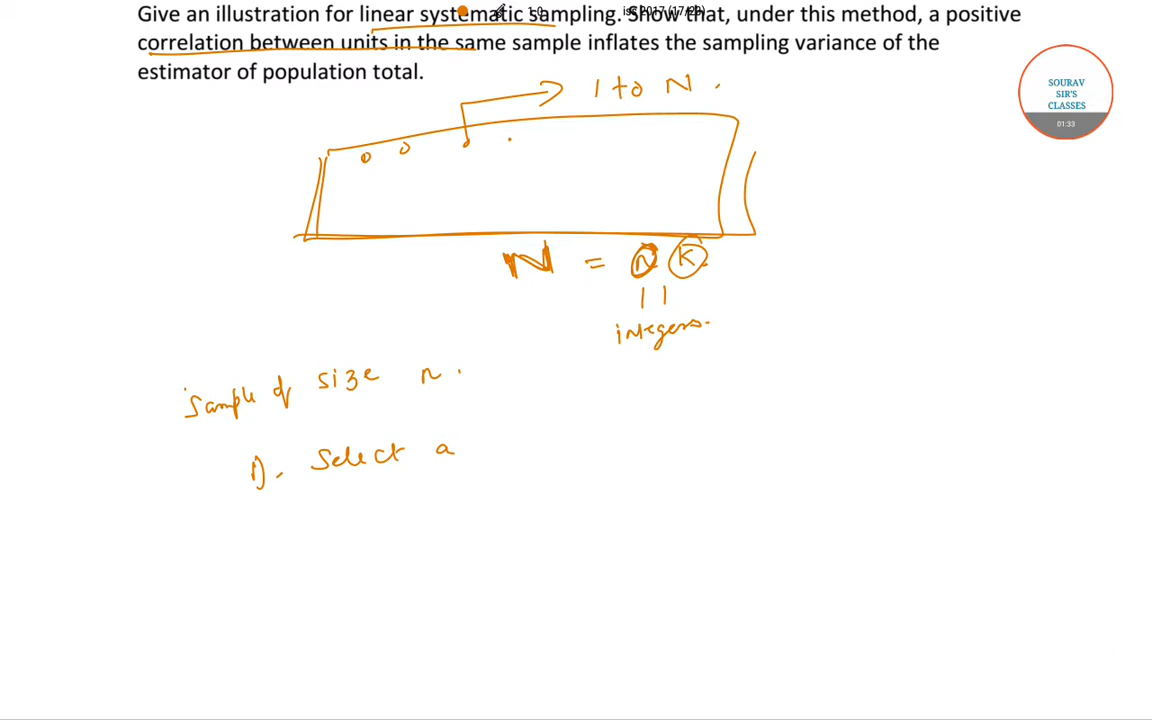 Give an illustration for linear systematic sampling. Show that, under this method, a positive
correlation between units in the same sample inflates the sampling variance of the
estimator of population total.
1 to N.
SOURAV
SIR'S
CLASSES
01:33
N = n K
integers.
Sample of size n.
1). Select a